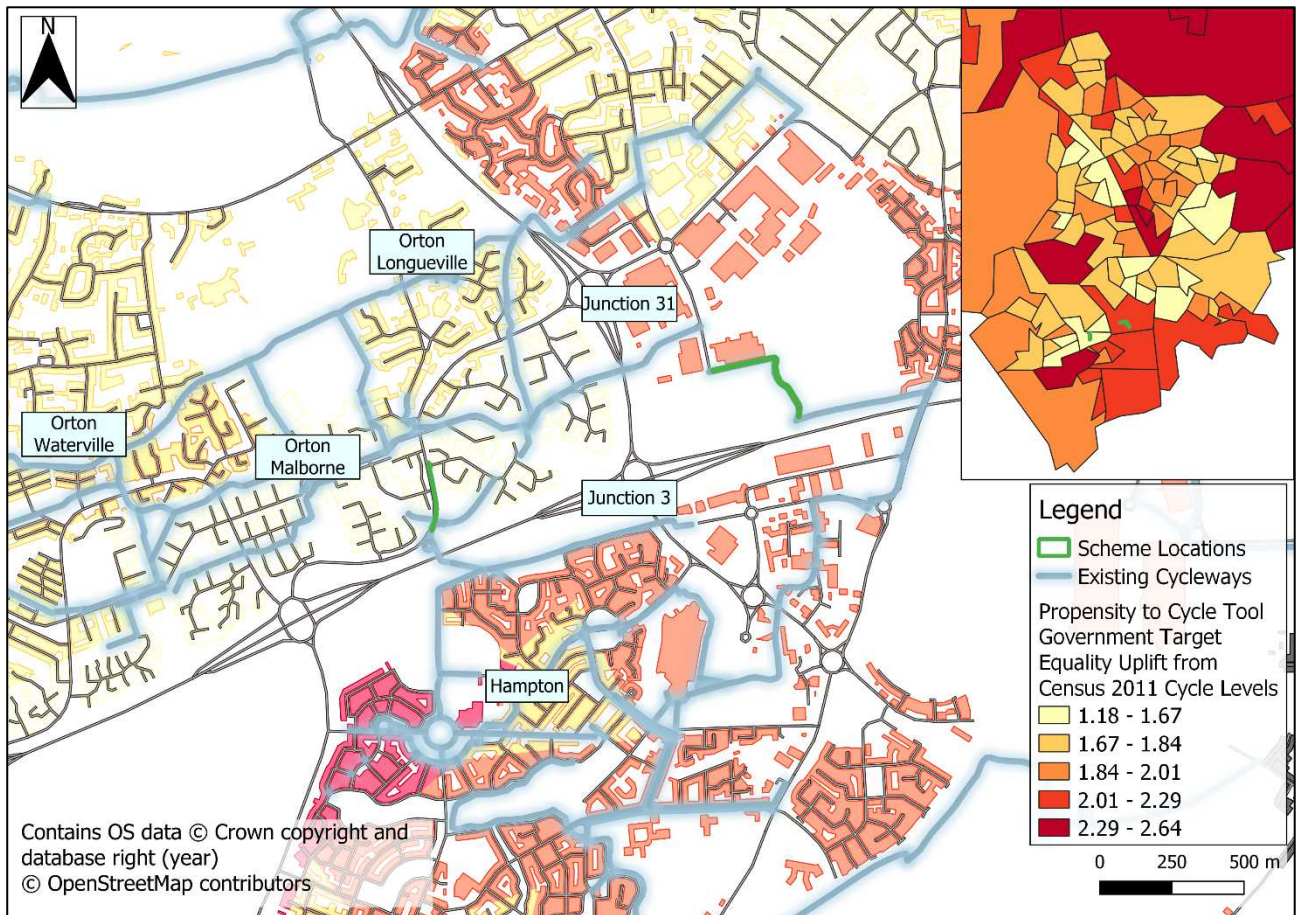 N
Orton
Longueville
Junction 31
Orton
Waterville
Orton
Malborne
Junction 3
Hampton
Legend
Scheme Locations
Existing Cycleways
Propensity to Cycle Tool
Government Target
Equality Uplift from
Census 2011 Cycle Levels
1.18 - 1.67
1.67 - 1.84
1.84 - 2.01
2.01 - 2.29
2.29 - 2.64
0 250 500 m
Contains OS data © Crown copyright and
database right (year)
© OpenStreetMap contributors